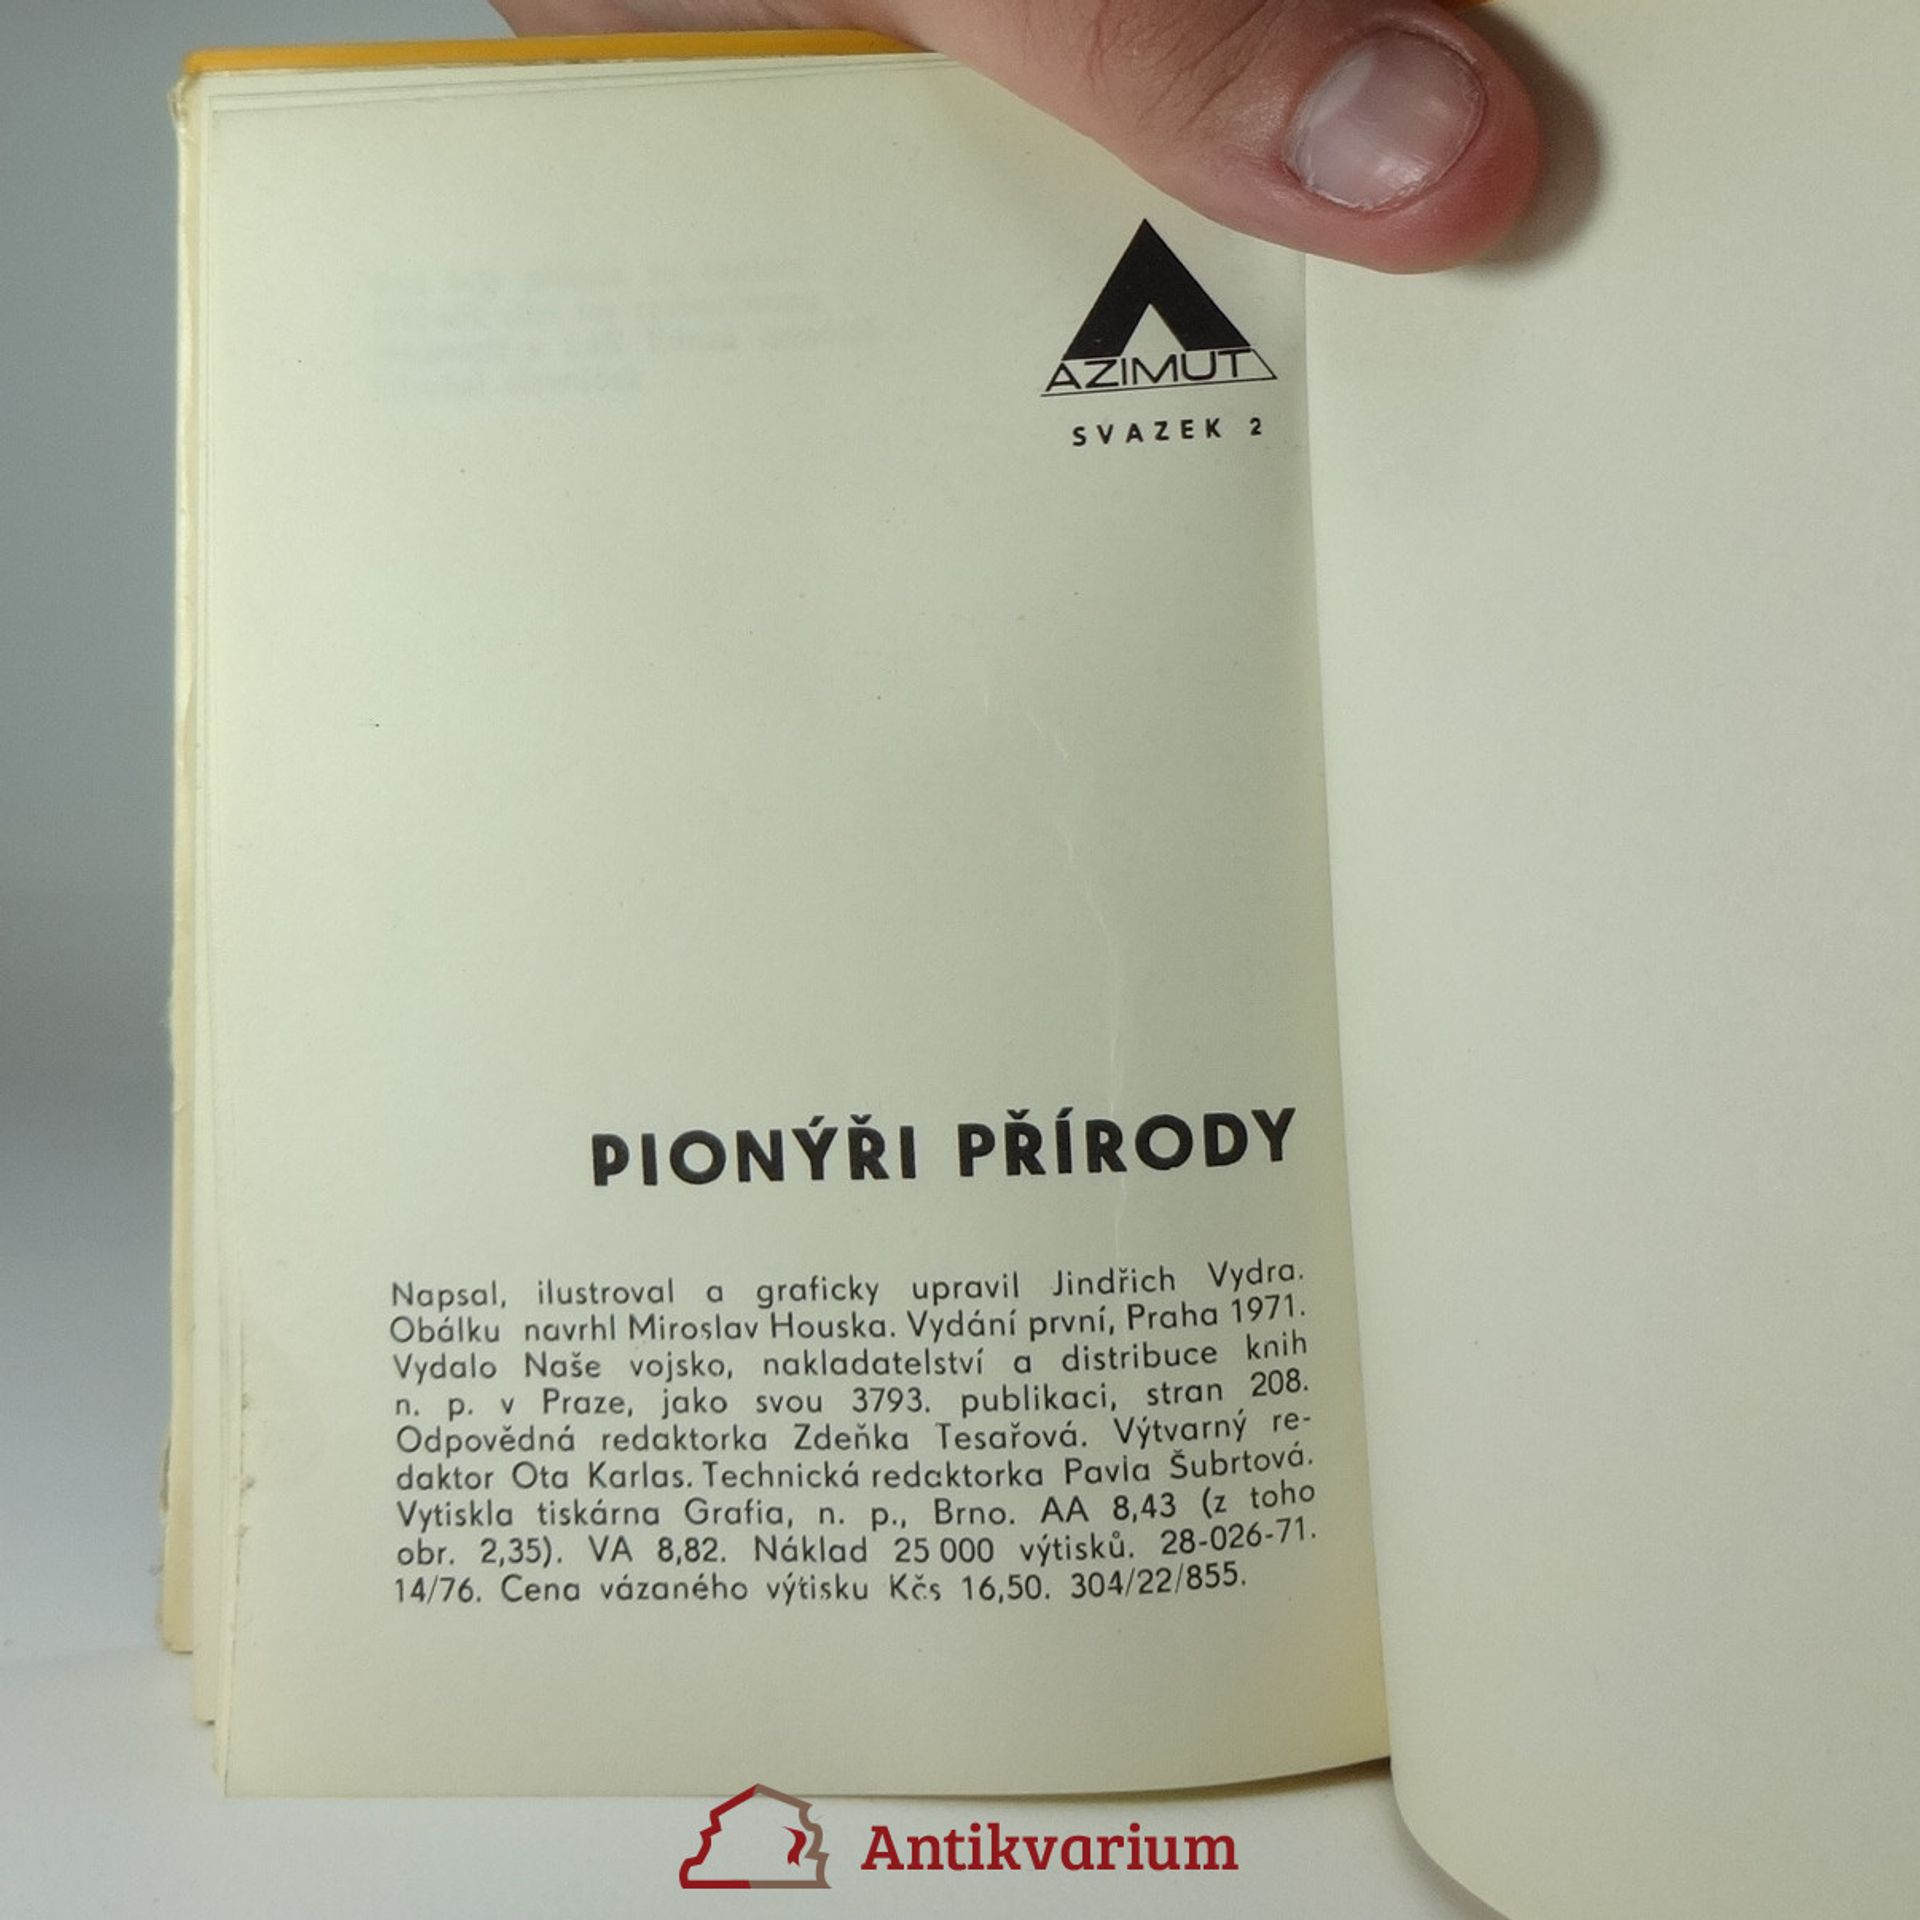 AZIMUT
SVAZEK 2
PIONÝŘI PŘÍRODY
Napsal, ilustroval a graficky upravil Jindřich Vydra.
Obálku navrhl Miroslav Houska. Vydání první, Praha 1971.
Vydalo Naše vojsko, nakladatelství a distribuce knih
n. p. v Praze, jako svou 3793. publikaci, stran 208.
Odpovědná redaktorka Zdeňka Tesařová. Výtvarný re-
daktor Ota Karlas. Technická redaktorka Pavla Šubrtová.
Vytiskla tiskárna Grafia, n. p., Brno. AA 8,43 (z toho
obr. 2,35). VA 8,82. Náklad 25 000 výtisků. 28-026-71.
14/76. Cena vázaného výtisku Kčs 16,50. 304/22/855.
Antikvarium